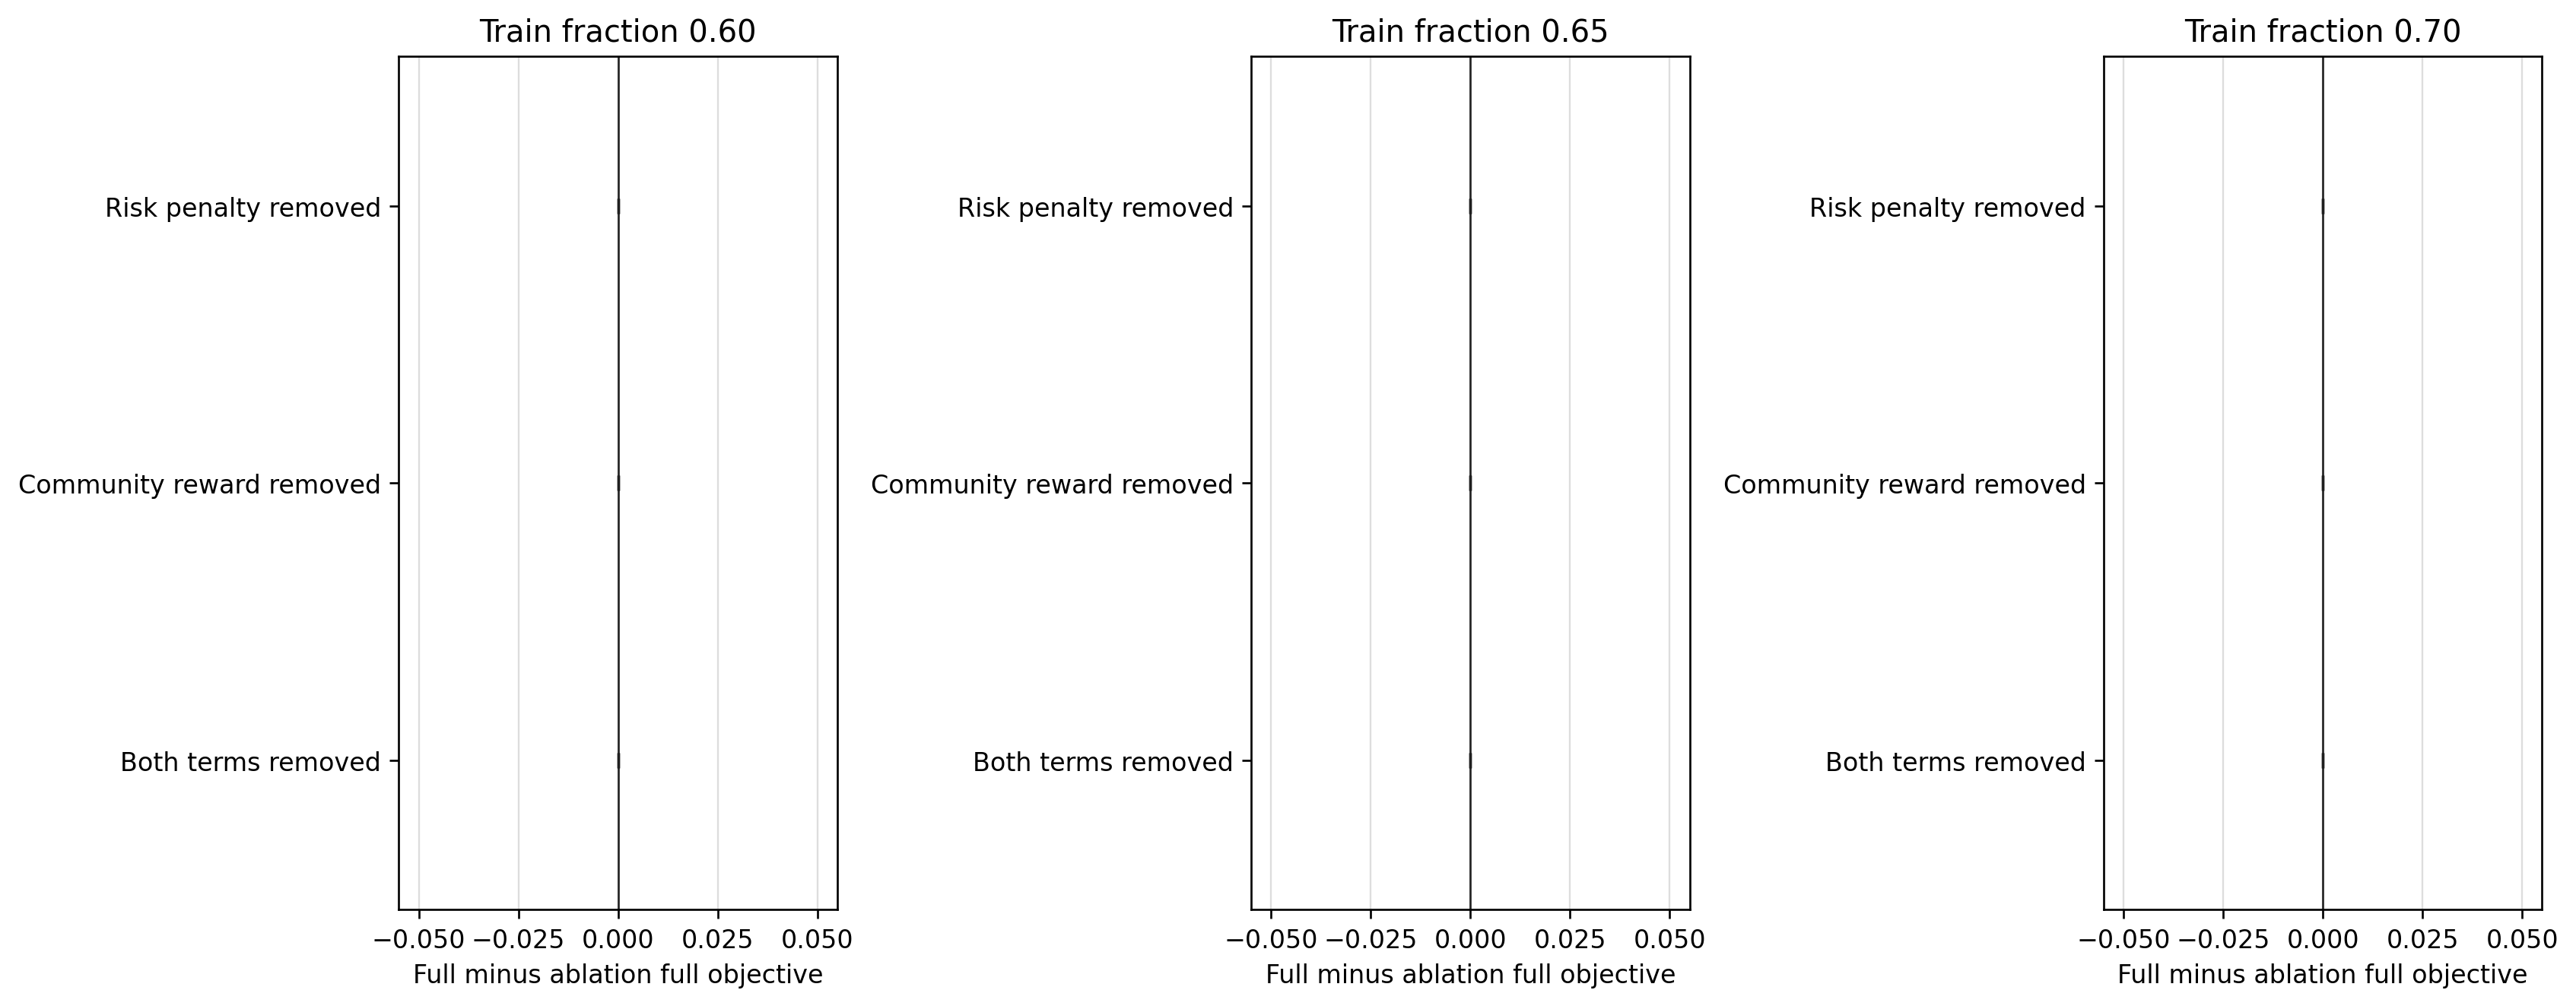 Train fraction 0.60
Risk penalty removed
Community reward removed
Both terms removed
−0.050 −0.025 0.000 0.025 0.050
Full minus ablation full objective
Train fraction 0.65
Risk penalty removed
Community reward removed
Both terms removed
−0.050 −0.025 0.000 0.025 0.050
Full minus ablation full objective
Train fraction 0.70
Risk penalty removed
Community reward removed
Both terms removed
−0.050 −0.025 0.000 0.025 0.050
Full minus ablation full objective